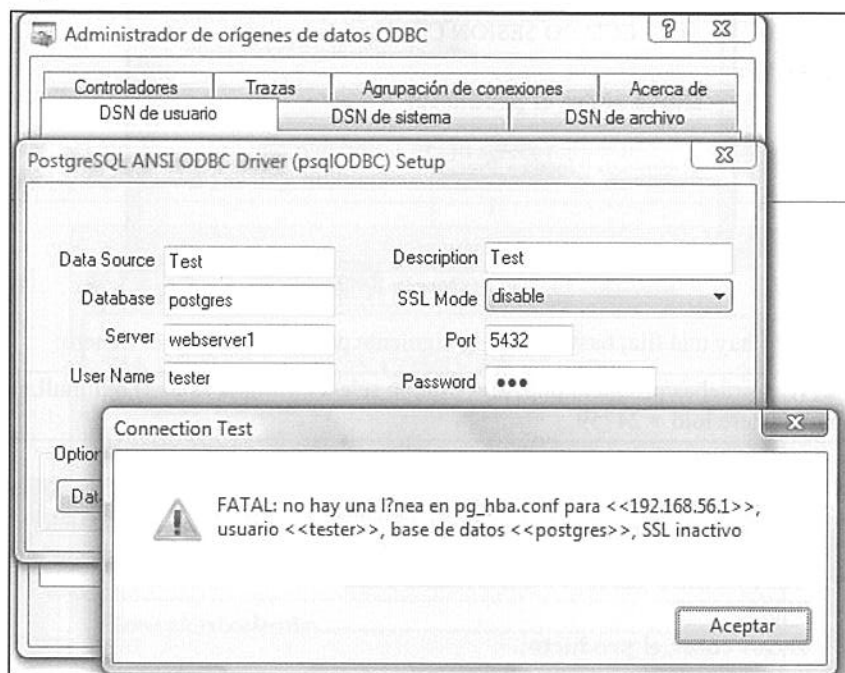 Administrador de orígenes de datos ODBC
Controladores
Trazas
Agrupación de conexiones
Acerca de
DSN de usuario
DSN de sistema
DSN de archivo
PostgreSQL ANSI ODBC Driver (psqlODBC) Setup
Data Source Test
Description Test
Database postgres
SSL Mode disable
Server webserver1
Port 5432
User Name tester
Password •••
Option
Dat
Connection Test
FATAL: no hay una l?nea en pg_hba.conf para <<192.168.56.1>>,
usuario <<tester>>, base de datos <<postgres>>, SSL inactivo
Aceptar